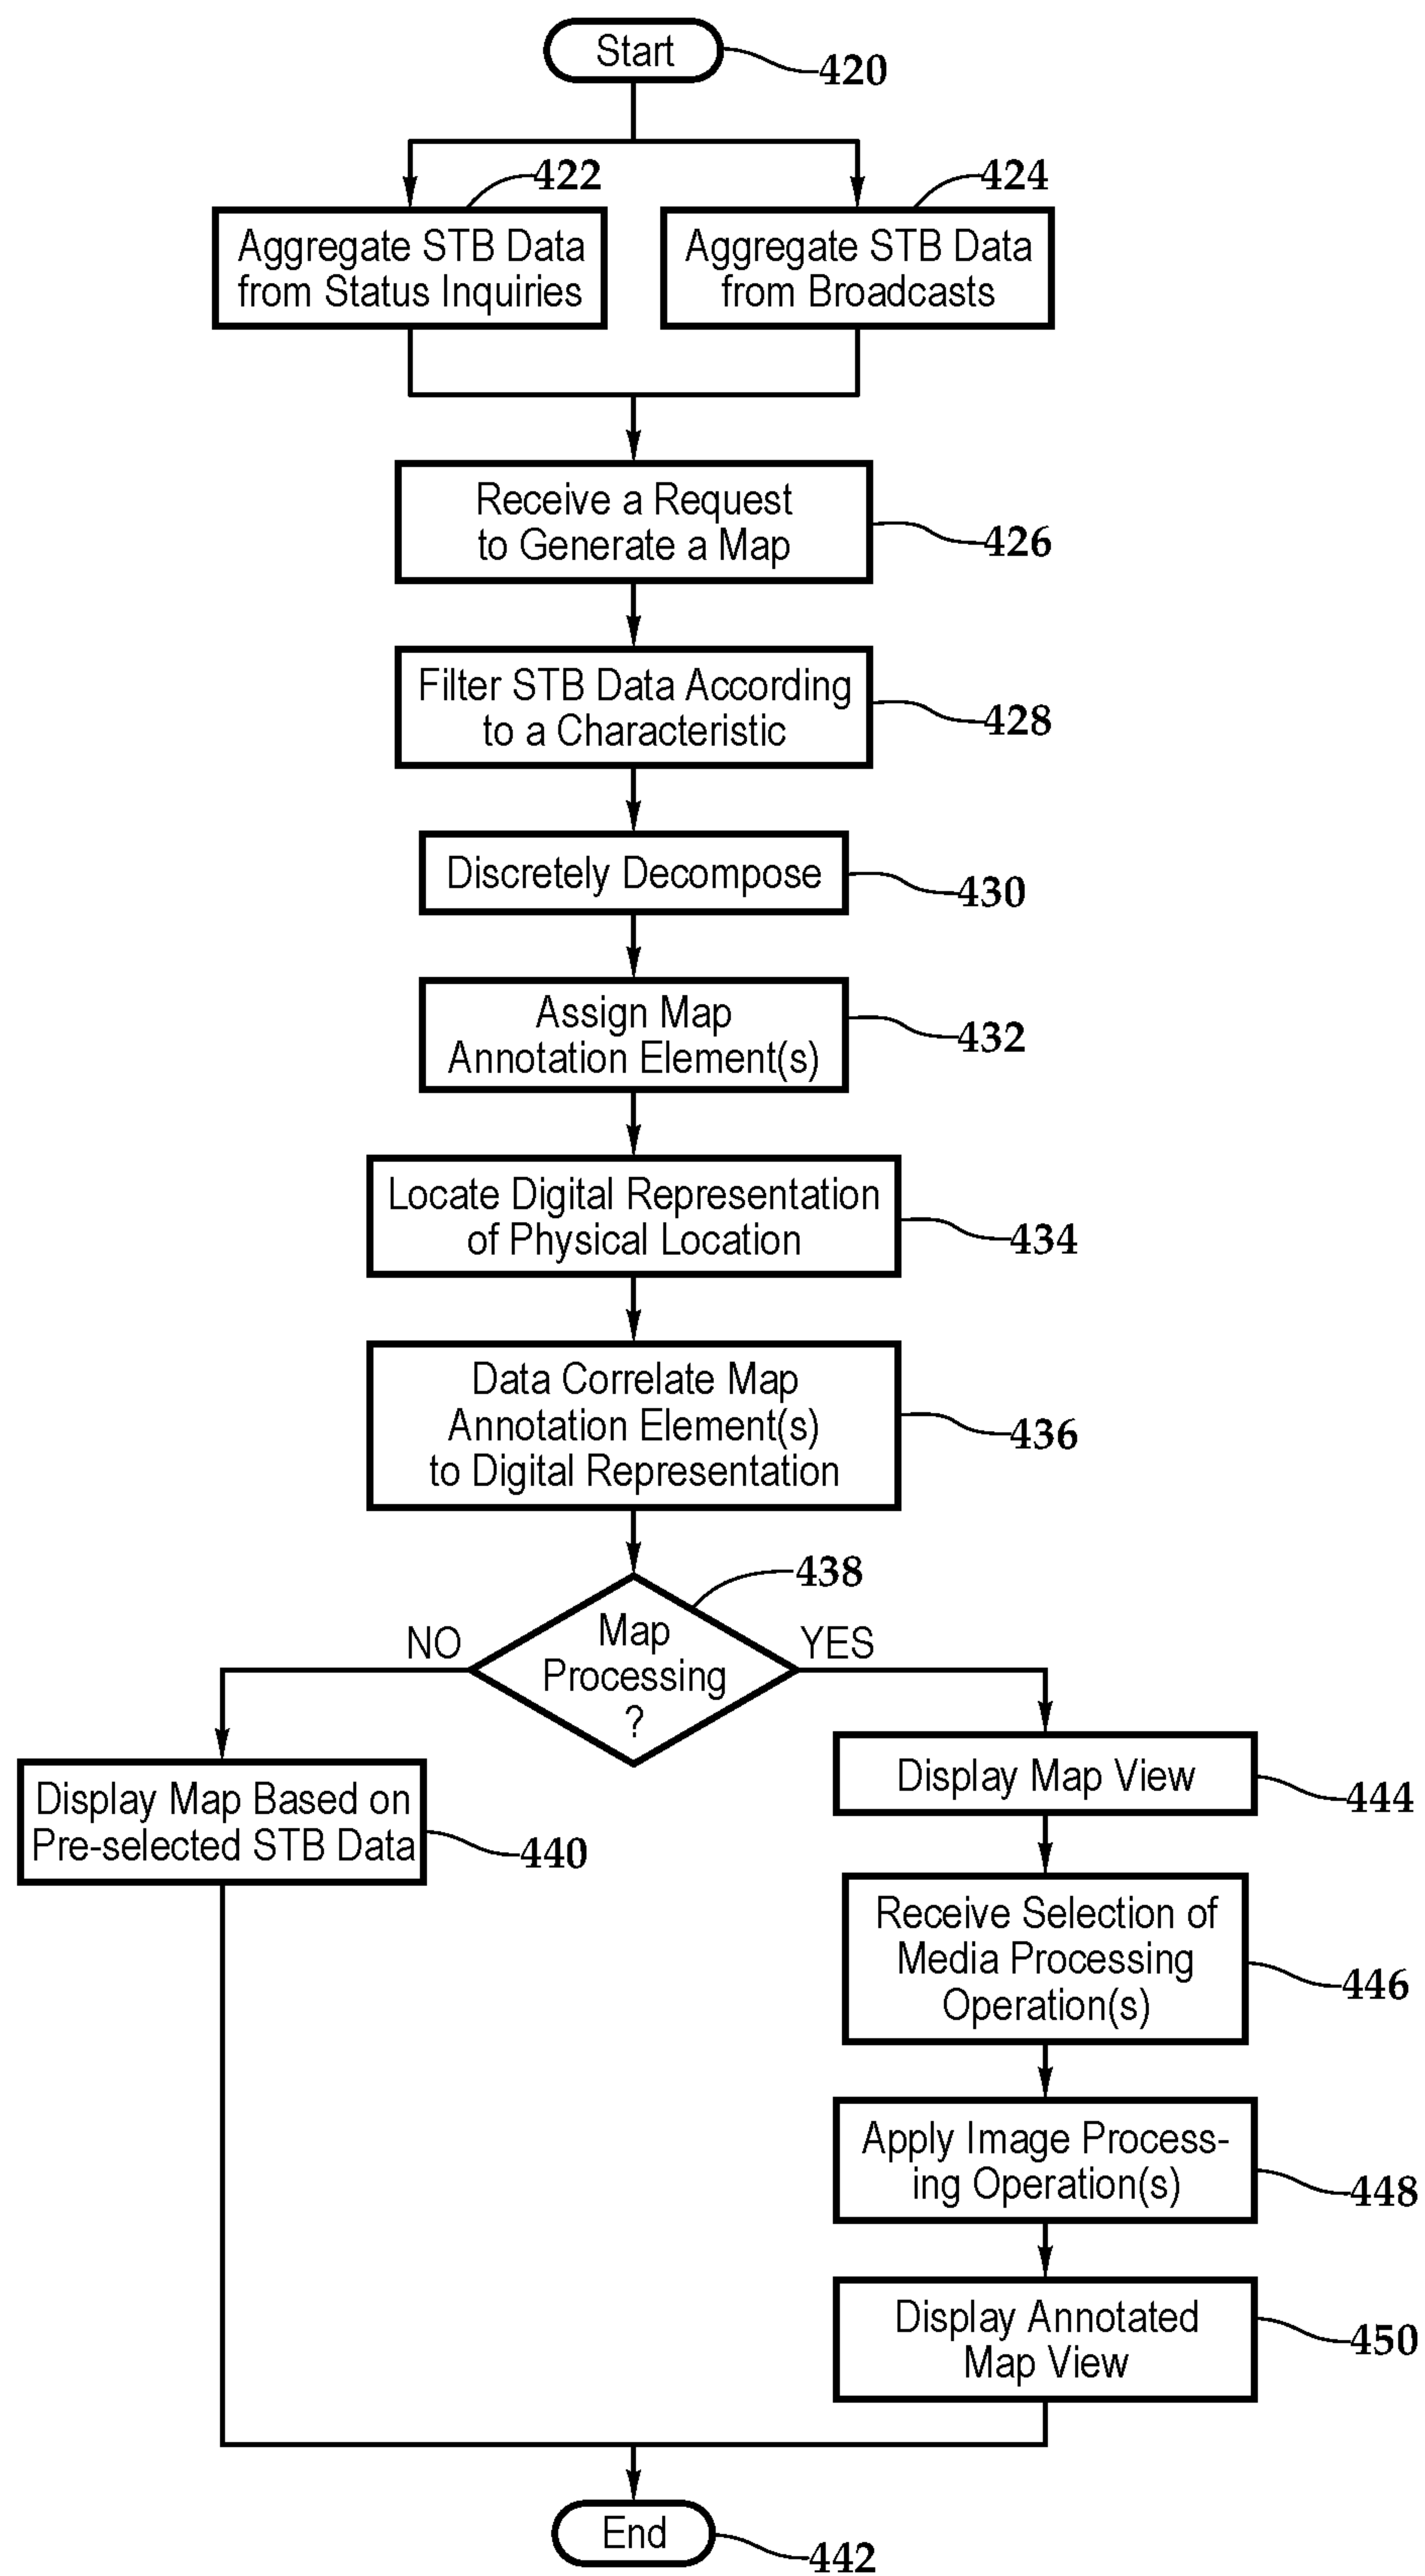 Start
420
422
424
Aggregate STB Data
from Status Inquiries
Aggregate STB Data
from Broadcasts
Receive a Request
to Generate a Map
426
Filter STB Data According
to a Characteristic
428
Discretely Decompose
430
Assign Map
Annotation Element(s)
432
Locate Digital Representation
of Physical Location
434
Data Correlate Map
Annotation Element(s)
to Digital Representation
436
438
NO
Map
Processing
?
YES
Display Map Based on
Pre-selected STB Data
440
Display Map View
444
Receive Selection of
Media Processing
Operation(s)
446
Apply Image Process-
ing Operation(s)
448
Display Annotated
Map View
450
End
442